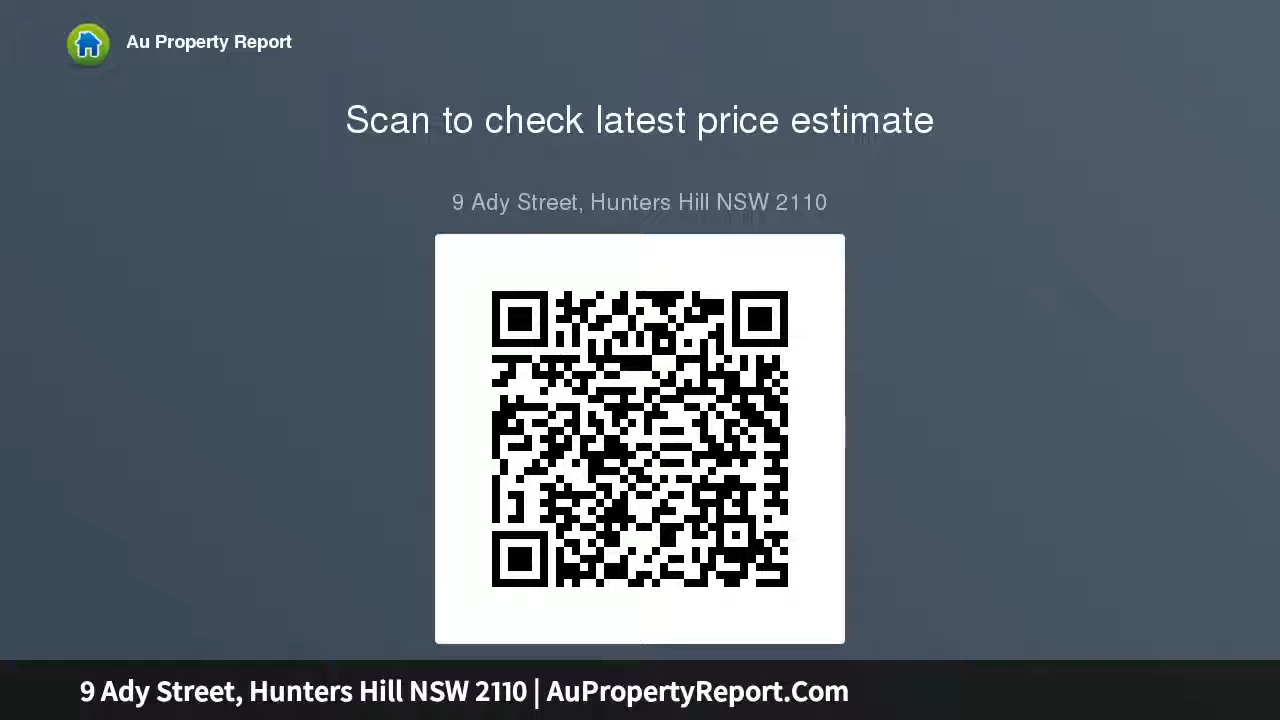 Au Property Report
Scan to check latest price estimate
9 Ady Street, Hunters Hill NSW 2110
9 Ady Street, Hunters Hill NSW 2110 | AuPropertyReport.Com